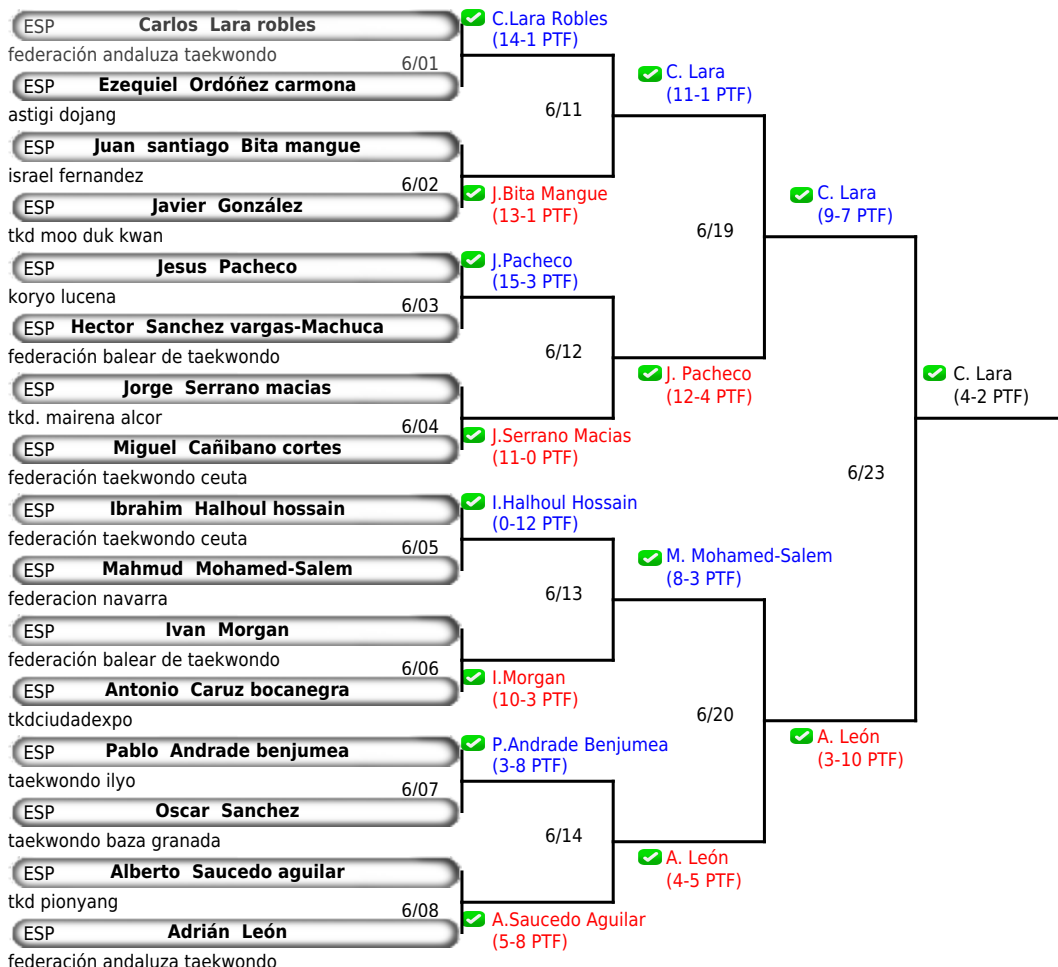 ESP Carlos Lara robles
federación andaluza taekwondo
6/01
ESP Ezequiel Ordóñez carmona
astigi dojang
ESP Juan santiago Bita mangue
israel fernandez
6/02
ESP Javier González
tkd moo duk kwan
ESP Jesus Pacheco
koryo lucena
6/03
ESP Hector Sanchez vargas-Machuca
federación balear de taekwondo
ESP Jorge Serrano macias
tkd. mairena alcor
6/04
ESP Miguel Cañibano cortes
federación taekwondo ceuta
ESP Ibrahim Halhoul hossain
federación taekwondo ceuta
6/05
ESP Mahmud Mohamed-Salem
federacion navarra
ESP Ivan Morgan
federación balear de taekwondo
6/06
ESP Antonio Caruz bocanegra
tkdciudadexpo
ESP Pablo Andrade benjumea
taekwondo ilyo
6/07
ESP Oscar Sanchez
taekwondo baza granada
ESP Alberto Saucedo aguilar
tkd pionyang
6/08
ESP Adrián León
federación andaluza taekwondo
C.Lara Robles
(14-1 PTF)
6/11
J.Bita Mangue
(13-1 PTF)
J.Pacheco
(15-3 PTF)
6/12
J.Serrano Macias
(11-0 PTF)
I.Halhoul Hossain
(0-12 PTF)
6/13
I.Morgan
(10-3 PTF)
P.Andrade Benjumea
(3-8 PTF)
6/14
A.Saucedo Aguilar
(5-8 PTF)
C. Lara
(11-1 PTF)
6/19
J. Pacheco
(12-4 PTF)
M. Mohamed-Salem
(8-3 PTF)
6/20
A. León
(4-5 PTF)
C. Lara
(9-7 PTF)
6/23
A. León
(3-10 PTF)
C. Lara
(4-2 PTF)